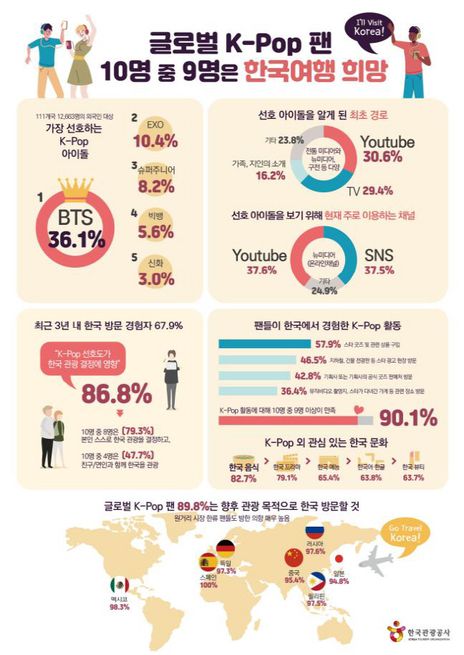 글로벌 K-Pop 팬
10명 중 9명은 한국여행 희망
I'll Visit
Korea!
111개국 12,663명의 외국인 대상
가장 선호하는
K-Pop
아이돌
1
BTS
36.1%
2
EXO
10.4%
3
슈퍼주니어
8.2%
4
빅뱅
5.6%
5
신화
3.0%
선호 아이돌을 알게 된 최초 경로
기타 23.8%
가족, 지인의 소개
16.2%
전통 미디어와
뉴미디어,
구전 등 다양
Youtube
30.6%
TV 29.4%
선호 아이돌을 보기 위해 현재 주로 이용하는 채널
Youtube
37.6%
뉴미디어
(온라인채널)
SNS
37.5%
기타
24.9%
최근 3년 내 한국 방문 경험자 67.9%
"K-Pop 선호도가
한국 관광 결정에 영향"
86.8%
10명 중 8명은 (79.3%)
본인 스스로 한국 관광을 결정하고,
10명 중 4명은 (47.7%)
친구/연인과 함께 한국을 관광
팬들이 한국에서 경험한 K-Pop 활동
57.9% 스타 굿즈 및 관련 상품 구입
46.5% 지하철, 건물 전광판 등 스타 광고 현장 방문
42.8% 기획사 또는 기획사의 공식 굿즈 판매처 방문
36.4% 뮤직비디오 촬영지, 스타가 다녀간 가게 등 관련 장소 방문
K-Pop 활동에 대해 10명 중 9명 이상이 만족
90.1%
K-Pop 외 관심 있는 한국 문화
한국 음식 > 한국 드라마 > 한국 예능 > 한국어·한글 > 한국 뷰티
82.7% 79.1% 65.4% 63.8% 63.7%
글로벌 K-Pop 팬 89.8%는 향후 관광 목적으로 한국 방문할 것
원거리 시장 한류 팬들도 방한 의향 매우 높음
Go Travel
Korea!
러시아
97.6%
독일
97.3%
스페인
100%
중국
95.4%
일본
94.8%
필리핀
97.5%
멕시코
98.3%
한국관광공사
KOREA TOURISM ORGANIZATION